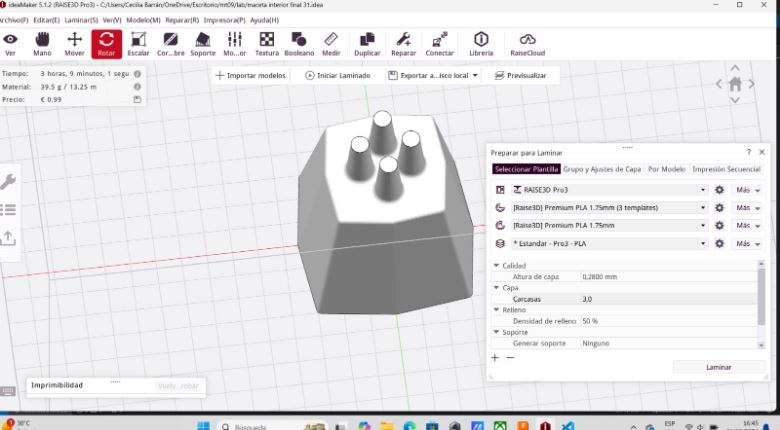 ideaMaker 5.1.2 (RAISE3D Pro3) - C:/Users/Cecilia Barrán/OneDrive/Escritorio/mt09/lab/maceta interior final 31.idea
Archivo(F) Editar(E) Laminar(S) Ver(V) Modelo(M) Reparar(R) Impresora(P) Ayuda(H)
Ver Mano Mover Rotar Escalar Cor...bre Soporte Mo...or Textura Booleano Medir Duplicar Reparar Conectar Librería RaiseCloud
Tiempo: 3 horas, 9 minutos, 1 segu
Material: 39.5 g / 13.25 m
Precio: € 0.99
Importar modelos Iniciar Laminado Exportar a...isco local Previsualizar
Preparar para Laminar ? ×
Seleccionar Plantilla Grupo y Ajustes de Capa Por Modelo Impresión Secuencial
RAISE3D Pro3 Más
[Raise3D] Premium PLA 1.75mm (3 templates) Más
[Raise3D] Premium PLA 1.75mm Más
* Estandar - Pro3 - PLA Más
Calidad
Altura de capa 0,2800 mm
Capa
Carcasas 3,0
Relleno
Densidad de relleno 50 %
Soporte
Generar soporte Ninguno
+ −
Laminar
Imprimibilidad Vuelv...robar
30°C Búsqueda ESP 16:45